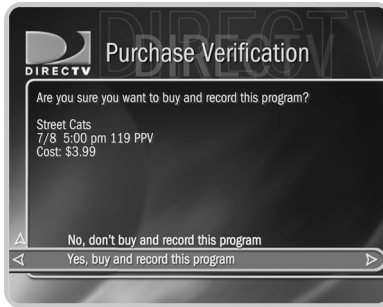 DIRECTV
DIRECTV
DIRECTV
Purchase Verification
Are you sure you want to buy and record this program?
Street Cats
7/8 5:00 pm 119 PPV
Cost: $3.99
No, don't buy and record this program
Yes, buy and record this program